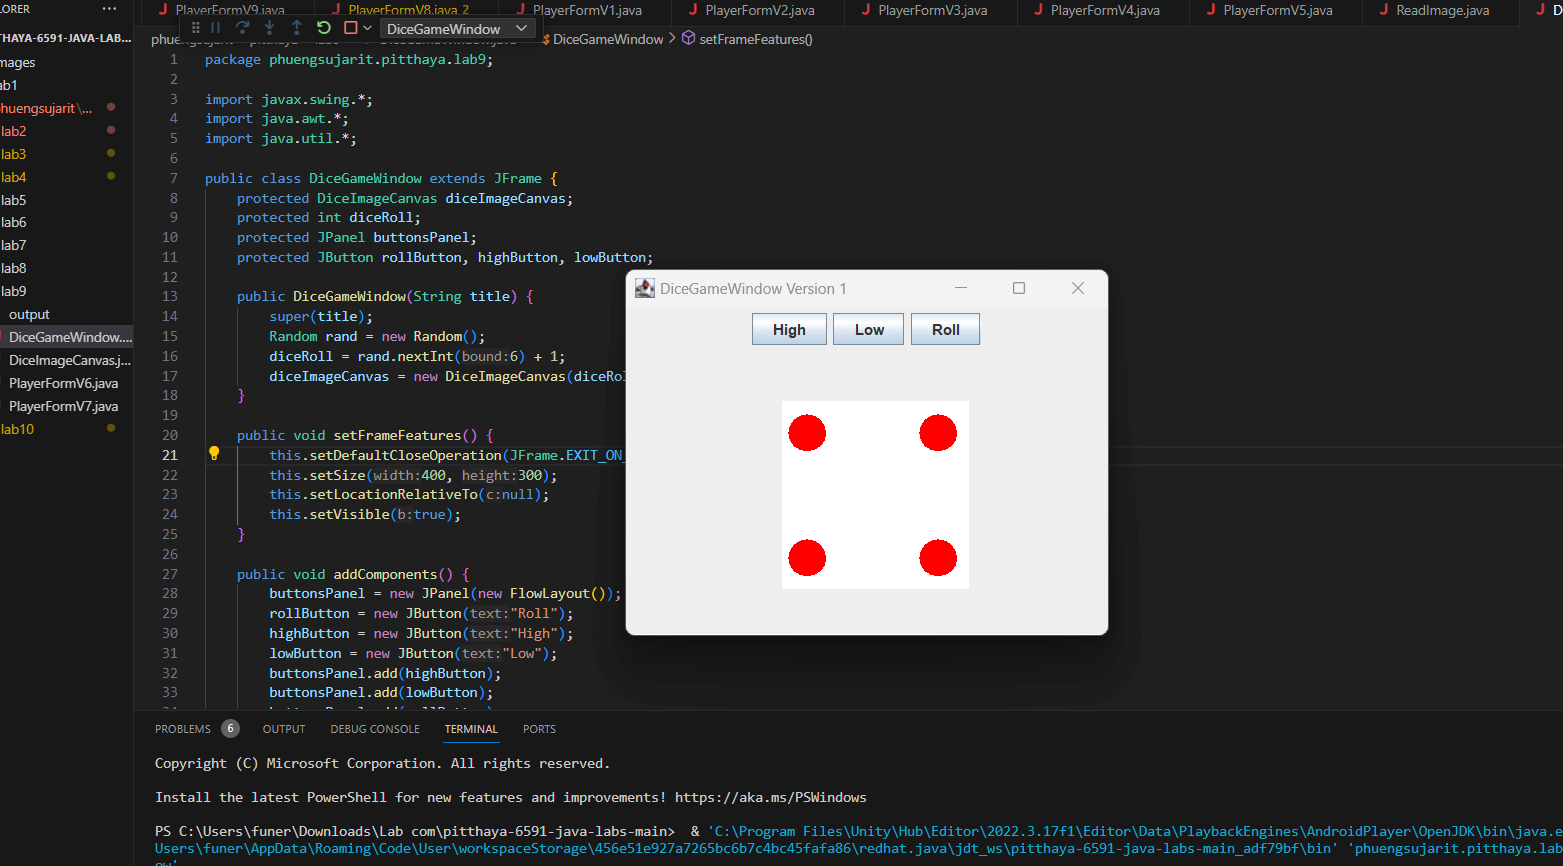 LORER ···
THAYA-6591-JAVA-LAB...
mages
ab1
huengsujarit\...
lab2
lab3
lab4
lab5
lab6
lab7
lab8
lab9
output
DiceGameWindow....
DiceImageCanvas.j...
PlayerFormV6.java
PlayerFormV7.java
lab10
PlayerFormV9.java
PlayerFormV8.java 2
PlayerFormV1.java
PlayerFormV2.java
PlayerFormV3.java
PlayerFormV4.java
PlayerFormV5.java
ReadImage.java
D
DiceGameWindow
DiceGameWindow > setFrameFeatures()
1 package phuengsujarit.pitthaya.lab9;
2
3 import javax.swing.*;
4 import java.awt.*;
5 import java.util.*;
6
7 public class DiceGameWindow extends JFrame {
8 protected DiceImageCanvas diceImageCanvas;
9 protected int diceRoll;
10 protected JPanel buttonsPanel;
11 protected JButton rollButton, highButton, lowButton;
12
13 public DiceGameWindow(String title) {
14 super(title);
15 Random rand = new Random();
16 diceRoll = rand.nextInt(bound:6) + 1;
17 diceImageCanvas = new DiceImageCanvas(diceRol
18 }
19
20 public void setFrameFeatures() {
21 this.setDefaultCloseOperation(JFrame.EXIT_ON_
22 this.setSize(width:400, height:300);
23 this.setLocationRelativeTo(c:null);
24 this.setVisible(b:true);
25 }
26
27 public void addComponents() {
28 buttonsPanel = new JPanel(new FlowLayout());
29 rollButton = new JButton(text:"Roll");
30 highButton = new JButton(text:"High");
31 lowButton = new JButton(text:"Low");
32 buttonsPanel.add(highButton);
33 buttonsPanel.add(lowButton);
DiceGameWindow Version 1
High Low Roll
PROBLEMS 6 OUTPUT DEBUG CONSOLE TERMINAL PORTS
Copyright (C) Microsoft Corporation. All rights reserved.
Install the latest PowerShell for new features and improvements! https://aka.ms/PSWindows
PS C:\Users\funer\Downloads\Lab com\pitthaya-6591-java-labs-main> & 'C:\Program Files\Unity\Hub\Editor\2022.3.17f1\Editor\Data\PlaybackEngines\AndroidPlayer\OpenJDK\bin\java.e
Users\funer\AppData\Roaming\Code\User\workspaceStorage\456e51e927a7265bc6b7c4bc45fafa86\redhat.java\jdt_ws\pitthaya-6591-java-labs-main_adf79bf\bin' 'phuengsujarit.pitthaya.lab
ow'